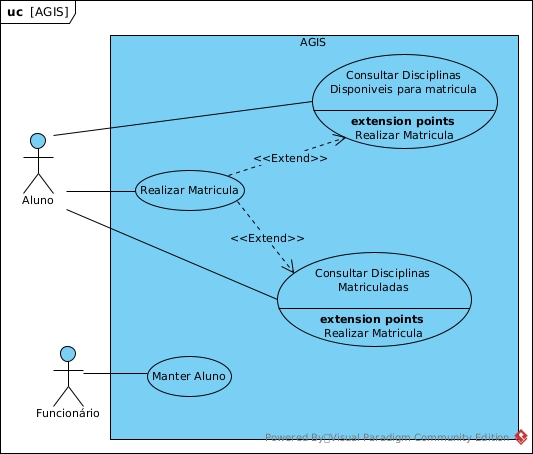 uc [AGIS]
AGIS
Consultar Disciplinas
Disponiveis para matricula
extension points
Realizar Matricula
<<Extend>>
Aluno
Realizar Matricula
<<Extend>>
Consultar Disciplinas
Matriculadas
extension points
Realizar Matricula
Manter Aluno
Funcionário
Powered By Visual Paradigm Community Edition